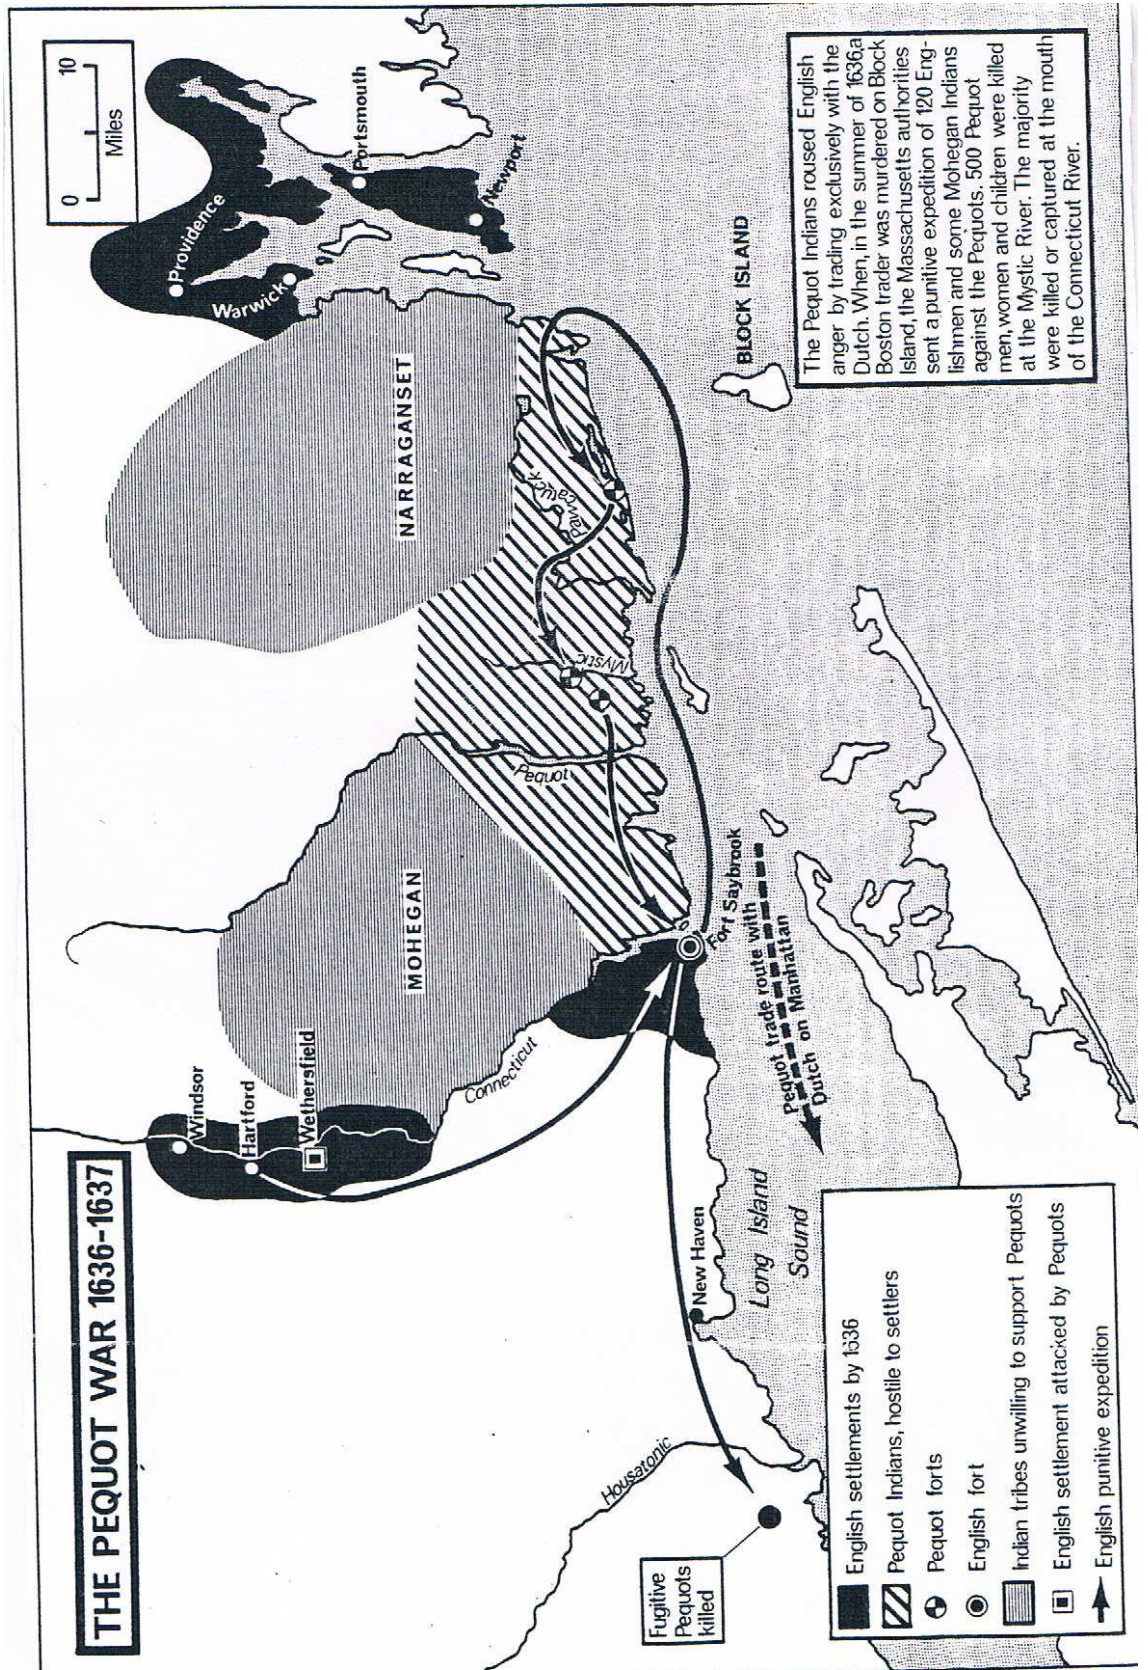 THE PEQUOT WAR 1636-1637
0 10
Miles
Providence
Warwick
Portsmouth
Newport
The Pequot Indians roused English
anger by trading exclusively with the
Dutch. When, in the summer of 1636, a
Boston trader was murdered on Block
Island, the Massachusetts authorities
sent a punitive expedition of 120 Eng-
lishmen and some Mohegan Indians
against the Pequots. 500 Pequot
men, women and children were killed
at the Mystic River. The majority
were killed or captured at the mouth
of the Connecticut River.
NARRAGANSET
BLOCK ISLAND
Pawcatuck
Mystic
Pequot
MOHEGAN
Windsor
Hartford
Wethersfield
Connecticut
Fort Saybrook
Pequot trade route with
Dutch on Manhattan
New Haven
Long Island
Sound
Housatonic
Fugitive
Pequots
killed
English settlements by 1636
Pequot Indians, hostile to settlers
Pequot forts
English fort
Indian tribes unwilling to support Pequots
English settlement attacked by Pequots
English punitive expedition